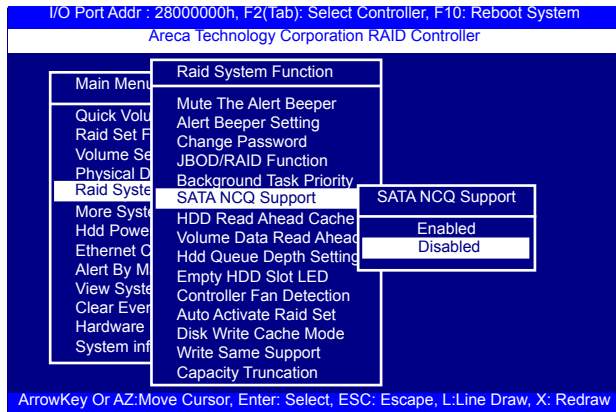 I/O Port Addr : 28000000h, F2(Tab): Select Controller, F10: Reboot System
Areca Technology Corporation RAID Controller
Main Menu
Quick Volu
Raid Set F
Volume Se
Physical D
Raid Syste
More Syste
Hdd Powe
Ethernet C
Alert By M
View Syste
Clear Even
Hardware
System inf
Raid System Function
Mute The Alert Beeper
Alert Beeper Setting
Change Password
JBOD/RAID Function
Background Task Priority
SATA NCQ Support
HDD Read Ahead Cache
Volume Data Read Ahead
Hdd Queue Depth Setting
Empty HDD Slot LED
Controller Fan Detection
Auto Activate Raid Set
Disk Write Cache Mode
Write Same Support
Capacity Truncation
SATA NCQ Support
Enabled
Disabled
ArrowKey Or AZ:Move Cursor, Enter: Select, ESC: Escape, L:Line Draw, X: Redraw